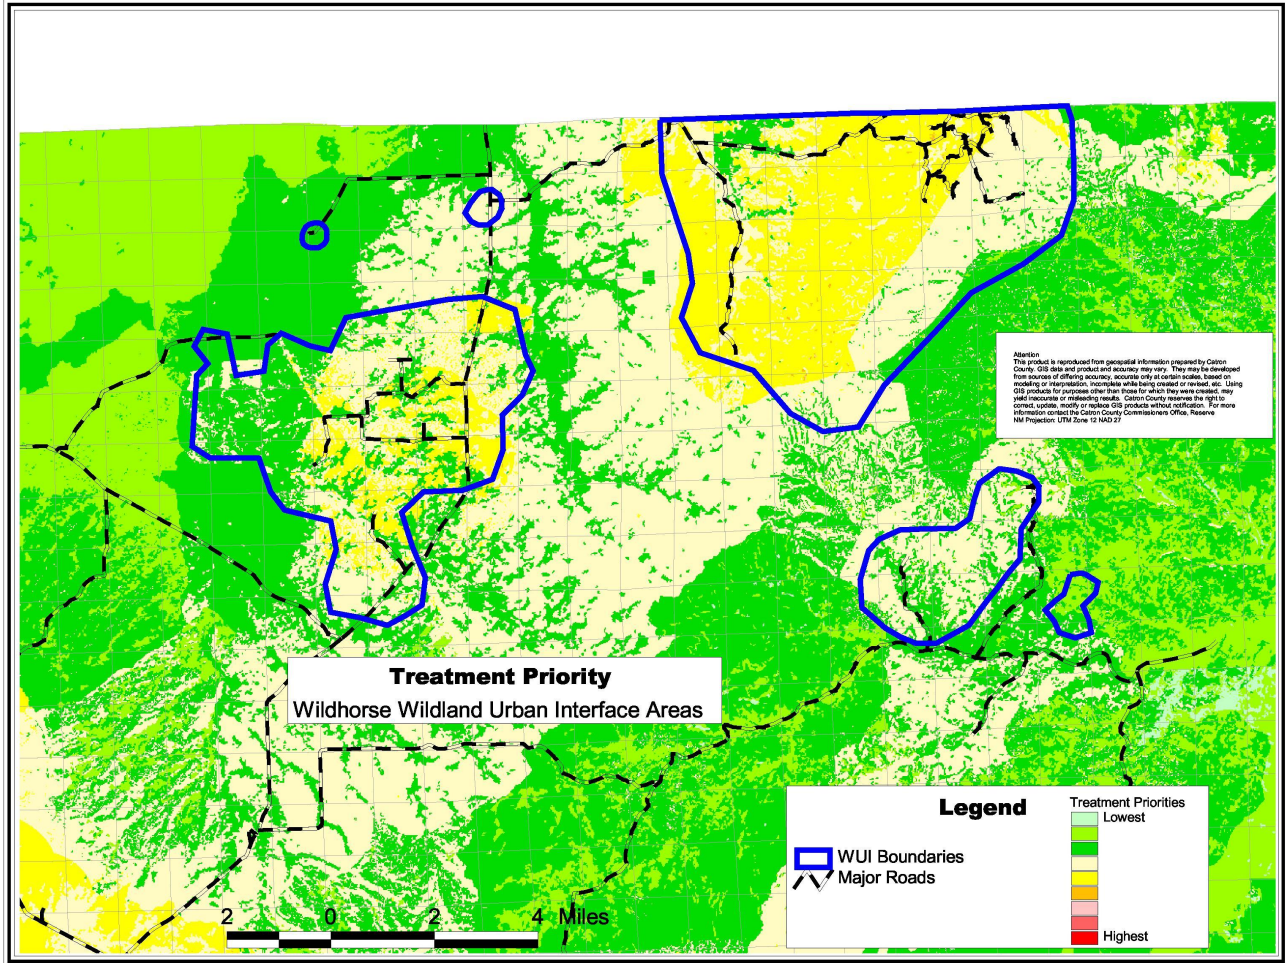 Attention
This product is reproduced from geospatial information prepared by Catron
County. GIS data and product and accuracy may vary. They may be developed
from sources of differing accuracy, accurate only at certain scales, based on
modeling or interpretation, incomplete while being created or revised, etc. Using
GIS products for purposes other than those for which they were created, may
yield inaccurate or misleading results. Catron County reserves the right to
correct, update, modify or replace GIS products without notification. For more
information contact the Catron County Commissioners Office, Reserve
NM Projection: UTM Zone 12 NAD 27
Treatment Priority
Wildhorse Wildland Urban Interface Areas
Legend
WUI Boundaries
Major Roads
Treatment Priorities
Lowest
Highest
2 0 2 4 Miles